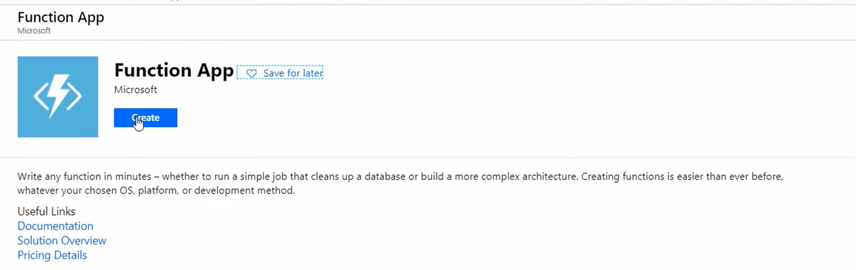 Function App
Microsoft
Function App
Save for later
Microsoft
Create
Write any function in minutes – whether to run a simple job that cleans up a database or build a more complex architecture. Creating functions is easier than ever before,
whatever your chosen OS, platform, or development method.
Useful Links
Documentation
Solution Overview
Pricing Details